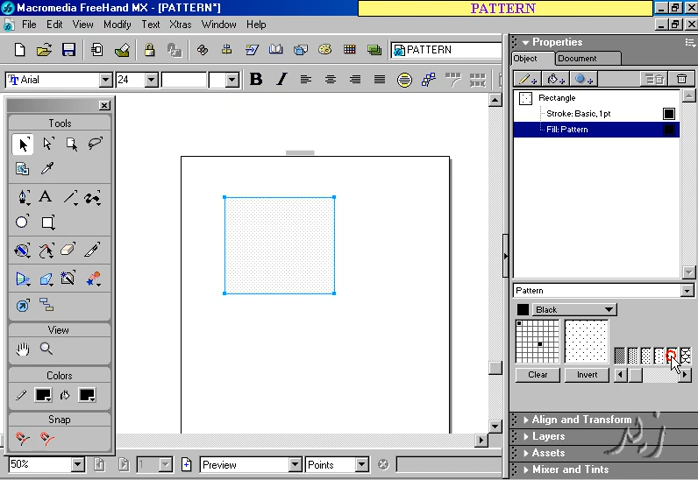 Macromedia FreeHand MX - [PATTERN*]
PATTERN
File Edit View Modify Text Xtras Window Help
PATTERN
Arial
24
B I
Tools
A
View
Colors
Snap
50%
1
Preview
Points
Properties
Object Document
Rectangle
Stroke: Basic, 1pt
Fill: Pattern
Pattern
Black
Clear Invert
Align and Transform
Layers
Assets
Mixer and Tints